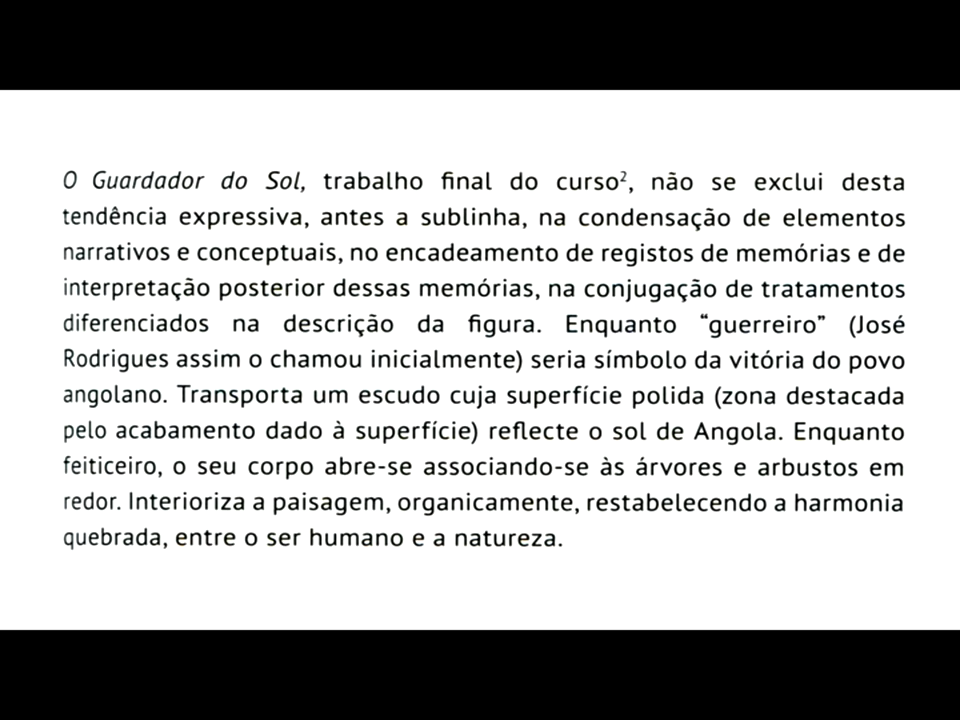 O Guardador do Sol, trabalho final do curso², não se exclui desta
tendência expressiva, antes a sublinha, na condensação de elementos
narrativos e conceptuais, no encadeamento de registos de memórias e de
interpretação posterior dessas memórias, na conjugação de tratamentos
diferenciados na descrição da figura. Enquanto “guerreiro” (José
Rodrigues assim o chamou inicialmente) seria símbolo da vitória do povo
angolano. Transporta um escudo cuja superfície polida (zona destacada
pelo acabamento dado à superfície) reflecte o sol de Angola. Enquanto
feiticeiro, o seu corpo abre-se associando-se às árvores e arbustos em
redor. Interioriza a paisagem, organicamente, restabelecendo a harmonia
quebrada, entre o ser humano e a natureza.